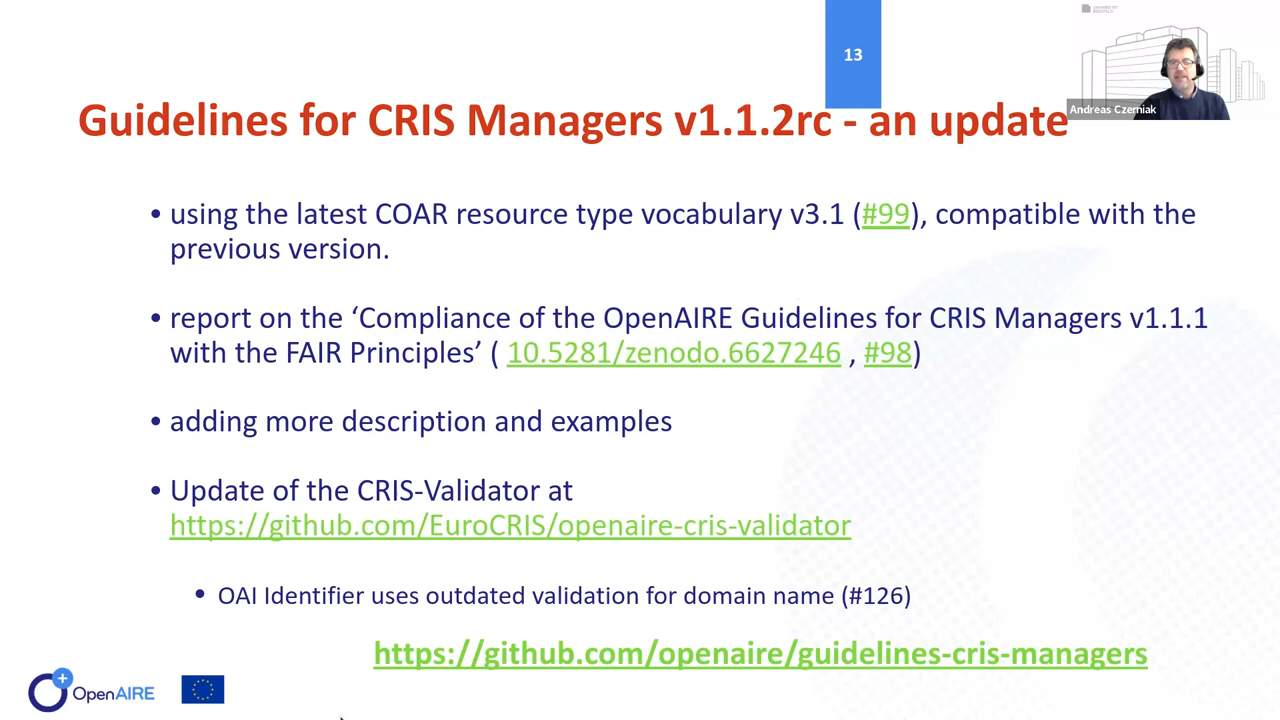 13
UNIVERSITÄT
BIELEFELD
Andreas Czerniak
Guidelines for CRIS Managers v1.1.2rc - an update
• using the latest COAR resource type vocabulary v3.1 (#99), compatible with the
previous version.
• report on the ‘Compliance of the OpenAIRE Guidelines for CRIS Managers v1.1.1
with the FAIR Principles’ ( 10.5281/zenodo.6627246 , #98)
• adding more description and examples
• Update of the CRIS-Validator at
https://github.com/EuroCRIS/openaire-cris-validator
• OAI Identifier uses outdated validation for domain name (#126)
https://github.com/openaire/guidelines-cris-managers
OpenAIRE